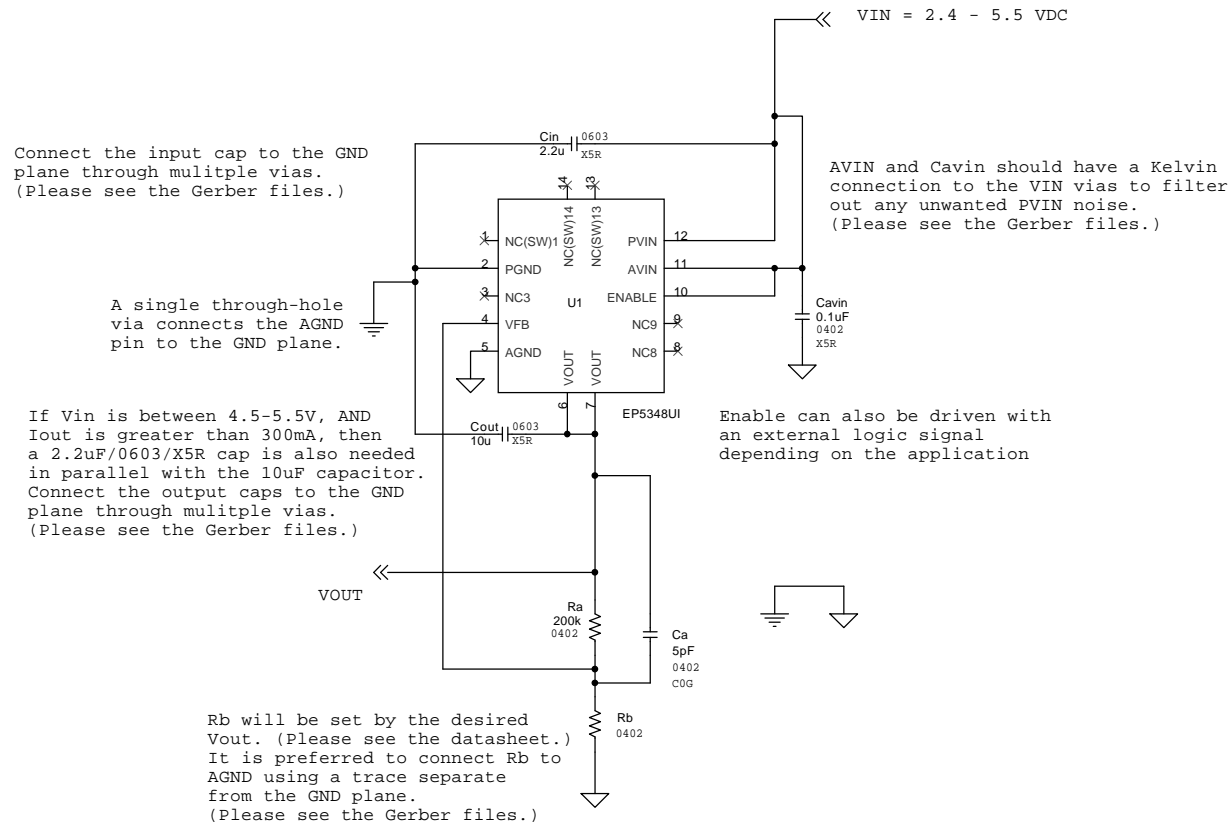 VIN = 2.4 - 5.5 VDC
Cin
2.2u
0603
X5R
Connect the input cap to the GND
plane through mulitple vias.
(Please see the Gerber files.)
AVIN and Cavin should have a Kelvin
connection to the VIN vias to filter
out any unwanted PVIN noise.
(Please see the Gerber files.)
14
13
NC(SW)14
NC(SW)13
1
NC(SW)1
PVIN
12
2
PGND
AVIN
11
3
NC3
U1
ENABLE
10
4
VFB
NC9
9
5
AGND
NC8
8
VOUT
VOUT
6
7
EP5348UI
A single through-hole
via connects the AGND
pin to the GND plane.
Cavin
0.1uF
0402
X5R
If Vin is between 4.5-5.5V, AND
Iout is greater than 300mA, then
a 2.2uF/0603/X5R cap is also needed
in parallel with the 10uF capacitor.
Connect the output caps to the GND
plane through mulitple vias.
(Please see the Gerber files.)
Cout
10u
0603
X5R
Enable can also be driven with
an external logic signal
depending on the application
VOUT
Ra
200k
0402
Ca
5pF
0402
C0G
Rb
0402
Rb will be set by the desired
Vout. (Please see the datasheet.)
It is preferred to connect Rb to
AGND using a trace separate
from the GND plane.
(Please see the Gerber files.)